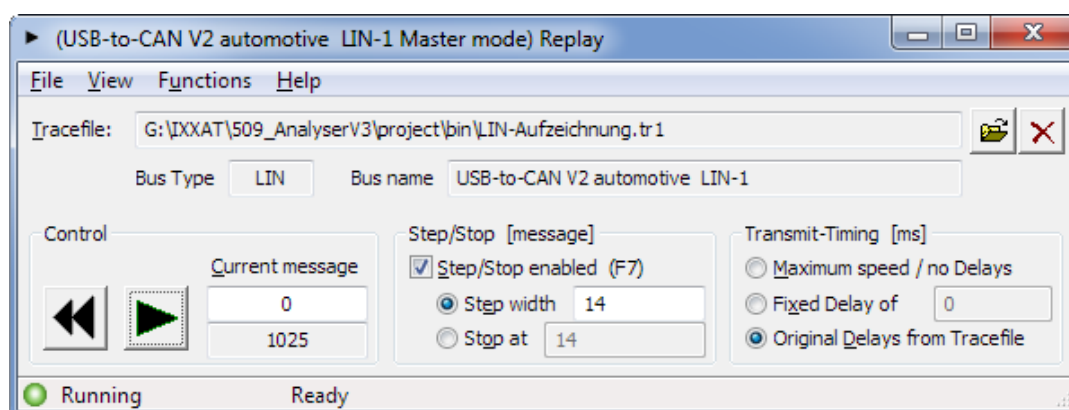 (USB-to-CAN V2 automotive LIN-1 Master mode) Replay
File View Functions Help
Tracefile: G:\IXXAT\509_AnalyserV3\project\bin\LIN-Aufzeichnung.tr1
Bus Type LIN Bus name USB-to-CAN V2 automotive LIN-1
Control
Current message
0
1025
Step/Stop [message]
Step/Stop enabled (F7)
Step width 14
Stop at 14
Transmit-Timing [ms]
Maximum speed / no Delays
Fixed Delay of 0
Original Delays from Tracefile
Running Ready